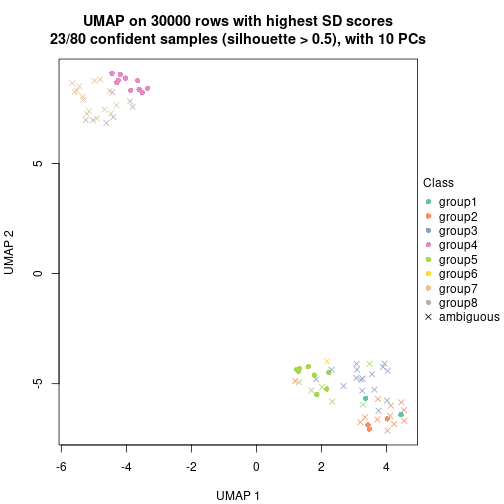 UMAP on 30000 rows with highest SD scores
23/80 confident samples (silhouette > 0.5), with 10 PCs
UMAP 2
5
0
-5
-6
-4
-2
0
2
4
UMAP 1
Class
group1
group2
group3
group4
group5
group6
group7
group8
ambiguous